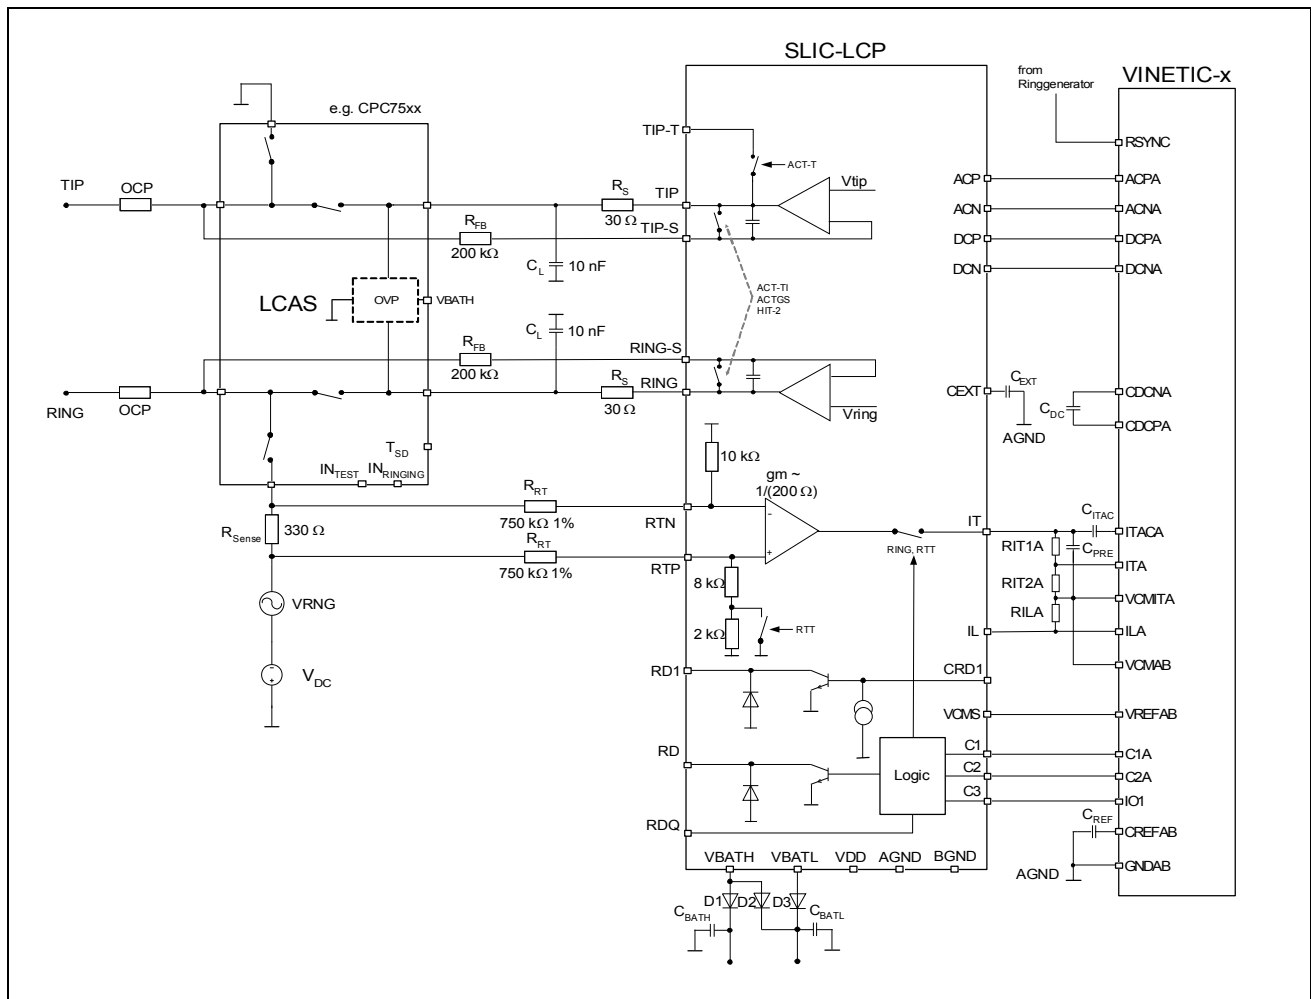 SLIC-LCP
VINETIC-x
from
Ringgenerator
e.g. CPC75xx
TIP-T
ACT-T
RSYNC
TIP
OCP
R_S
30 Ω
TIP
Vtip
ACP
ACPA
ACN
ACNA
R_FB
200 kΩ
TIP-S
DCP
DCPA
C_L
10 nF
DCN
DCNA
LCAS
OVP
VBATH
ACT-TI
ACTGS
HIT-2
C_L
10 nF
R_FB
200 kΩ
RING-S
RING
OCP
R_S
30 Ω
RING
Vring
CEXT
C_EXT
AGND
C_DC
CDCNA
CDCPA
T_SD
IN_TEST
IN_RINGING
10 kΩ
gm ~
1/(200 Ω)
R_Sense
330 Ω
R_RT
750 kΩ 1%
RTN
-
+
RING, RTT
IT
C_ITAC
ITACA
R_RT
750 kΩ 1%
RTP
RIT1A
C_PRE
ITA
VRNG
8 kΩ
RIT2A
VCMITA
2 kΩ
RTT
RILA
IL
ILA
-
+
V_DC
RD1
CRD1
VCMAB
VCMS
VREFAB
RD
Logic
C1
C1A
C2
C2A
C3
IO1
RDQ
C_REF
CREFAB
AGND
GNDAB
VBATH
VBATL
VDD
AGND
BGND
D1
D2
D3
C_BATH
C_BATL